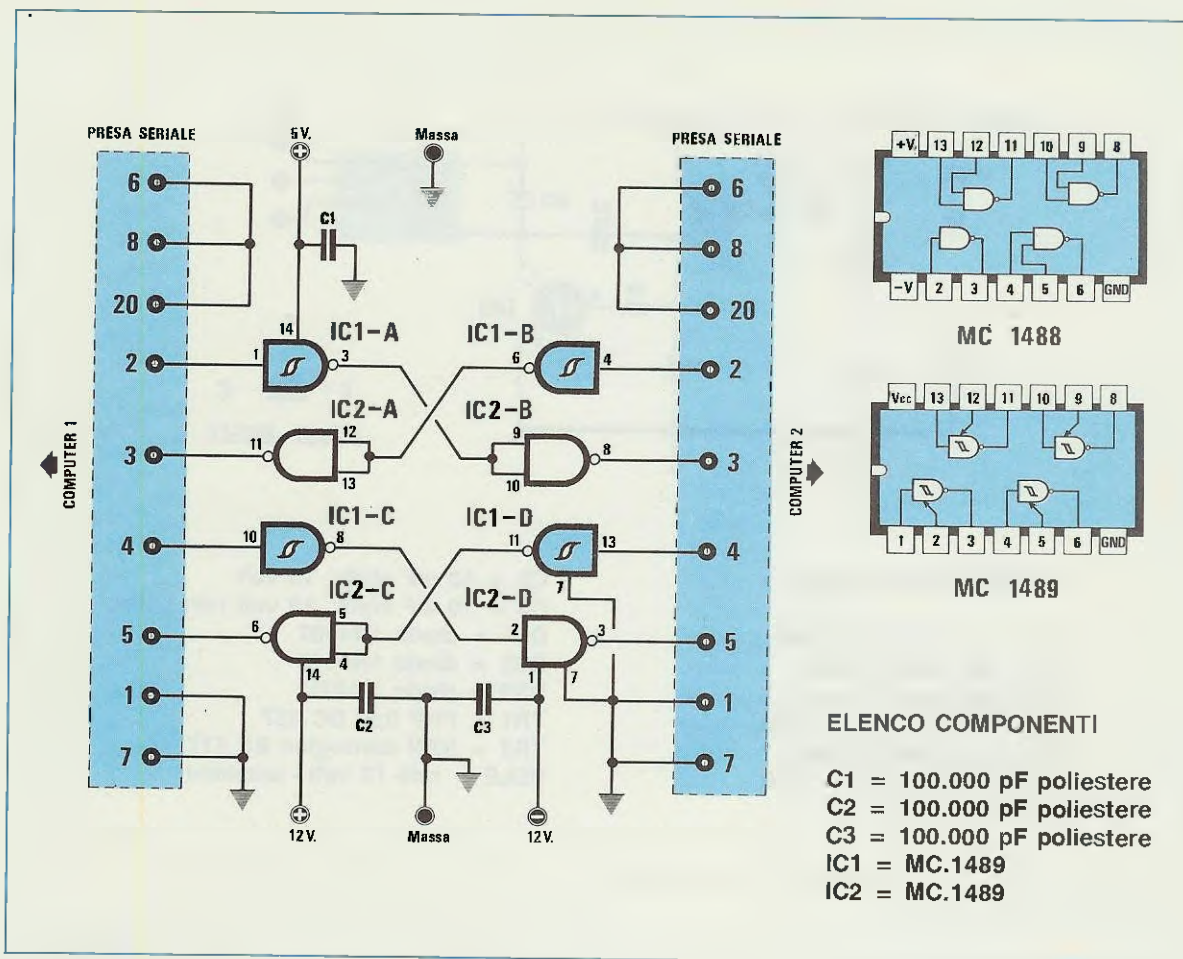 PRESA SERIALE
6
8
20
2
3
4
5
1
7
COMPUTER 1
5V.
Massa
C1
14
IC1-A
1
3
IC1-B
6
4
IC2-A
11
12
13
IC2-B
9
10
8
IC1-C
10
8
IC1-D
11
13
7
IC2-C
6
5
4
14
IC2-D
2
3
1
7
C2
C3
12V.
Massa
12V.
PRESA SERIALE
6
8
20
2
3
4
5
1
7
COMPUTER 2
+V
13
12
11
10
9
8
-V
2
3
4
5
6
GND
MC 1488
Vcc
13
12
11
10
9
8
1
2
3
4
5
6
GND
MC 1489
ELENCO COMPONENTI
C1 = 100.000 pF poliestere
C2 = 100.000 pF poliestere
C3 = 100.000 pF poliestere
IC1 = MC.1489
IC2 = MC.1489